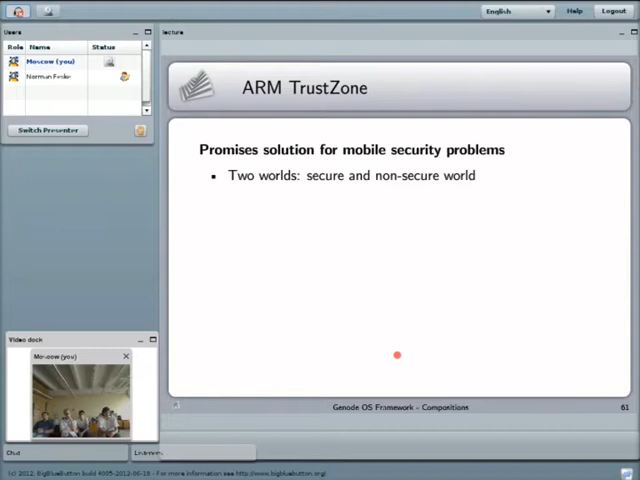 English
Help
Logout
Users
lecture
Role Name Status
Moscow (you)
Norman Feske
Switch Presenter
ARM TrustZone
Promises solution for mobile security problems
Two worlds: secure and non-secure world
Video dock
Moscow (you)
Genode OS Framework - Compositions
61
Chat
Listeners
(c) 2012, BigBlueButton build 4005-2012-06-19 - For more information see http://www.bigbluebutton.org/